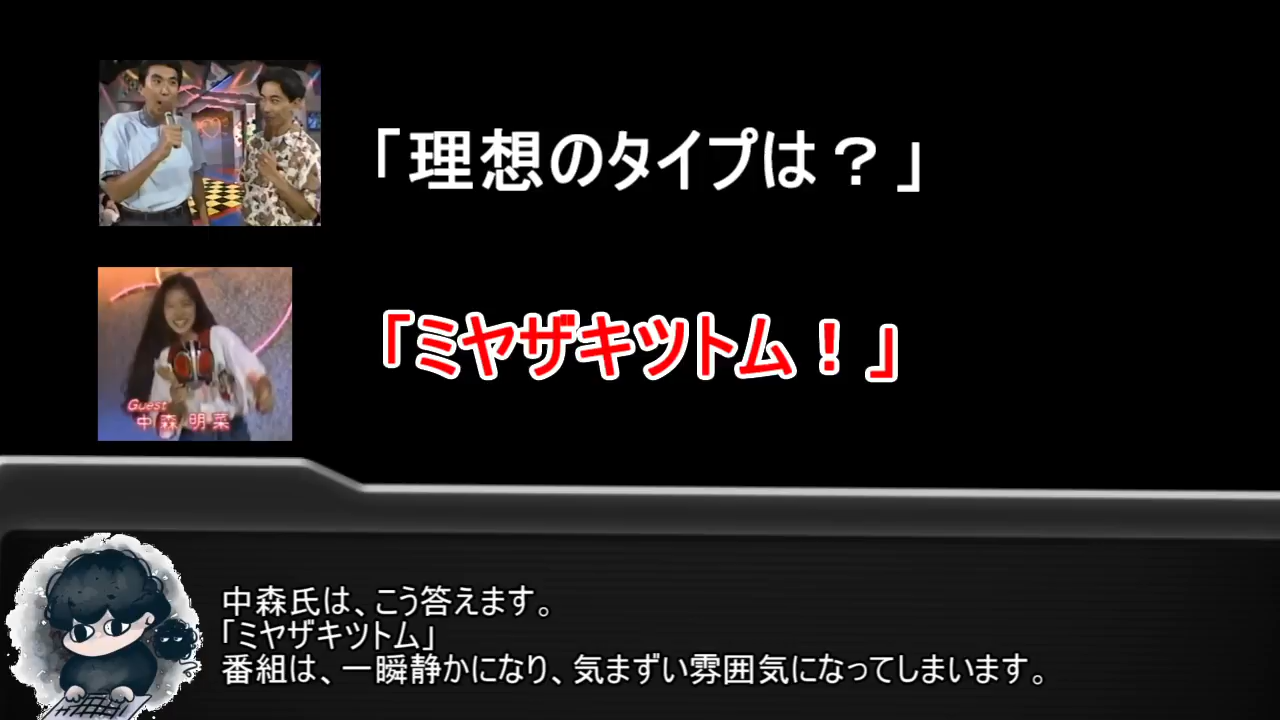 「理想のタイプは？」
「ミヤザキツトム！」
Guest
中森 明菜
中森氏は、こう答えます。
「ミヤザキツトム」
番組は、一瞬静かになり、気まずい雰囲気になってしまいます。